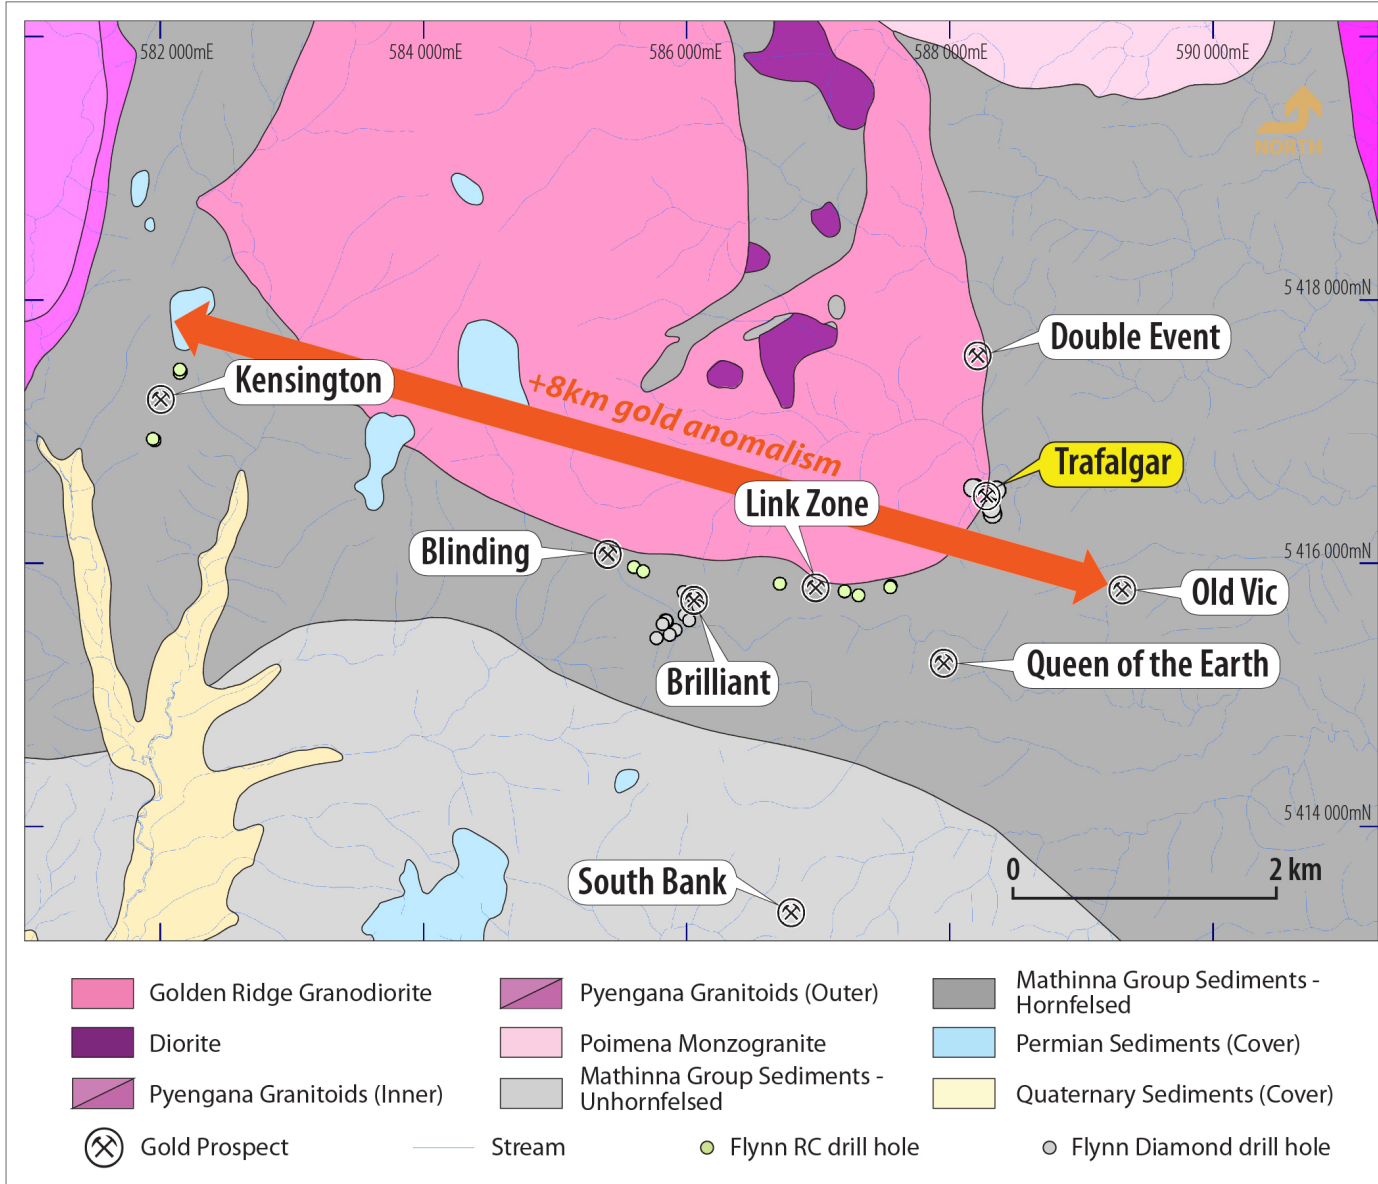 582 000mE
584 000mE
586 000mE
588 000mE
590 000mE
NORTH
5 418 000mN
Double Event
Kensington
+8km gold anomalism
Trafalgar
Link Zone
Blinding
5 416 000mN
Old Vic
Queen of the Earth
Brilliant
5 414 000mN
South Bank
0
2 km
Golden Ridge Granodiorite
Pyengana Granitoids (Outer)
Mathinna Group Sediments -
Hornfelsed
Diorite
Poimena Monzogranite
Permian Sediments (Cover)
Pyengana Granitoids (Inner)
Mathinna Group Sediments -
Unhornfelsed
Quaternary Sediments (Cover)
Gold Prospect
Stream
Flynn RC drill hole
Flynn Diamond drill hole